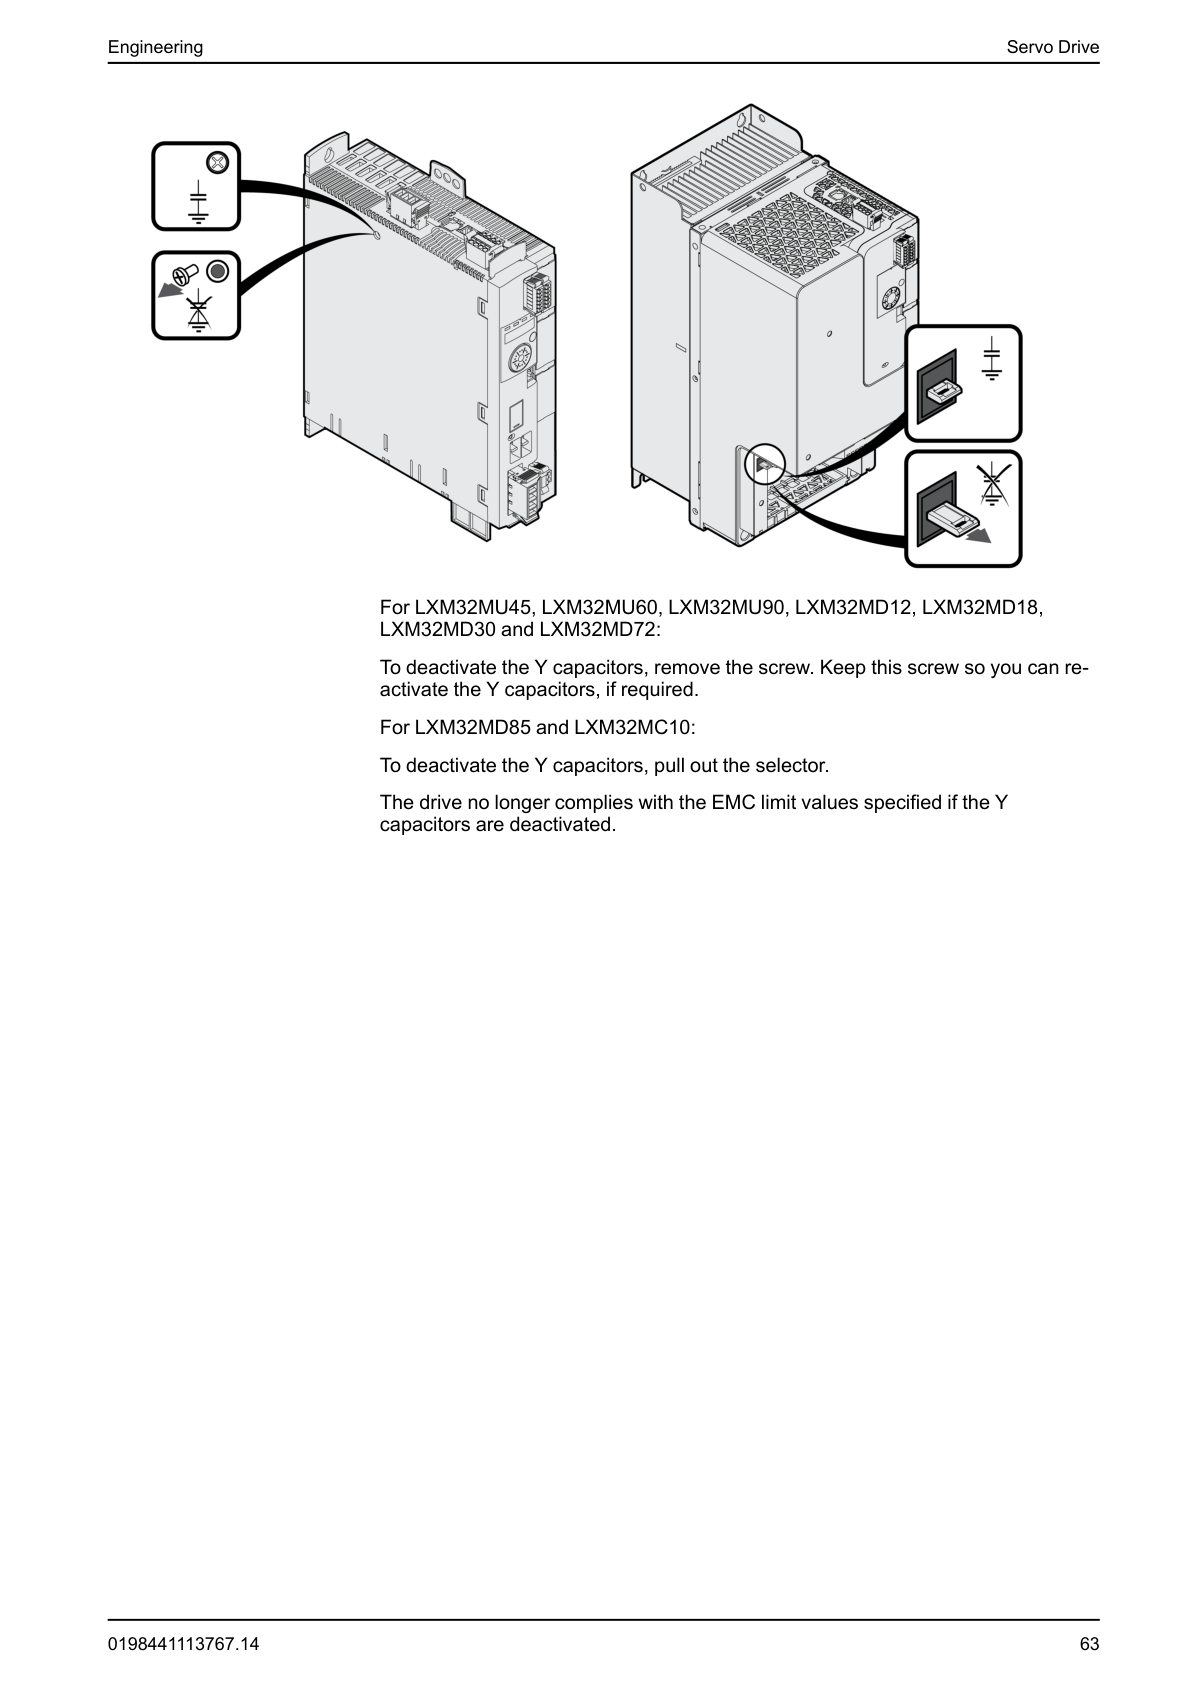 Engineering
Servo Drive
For LXM32MU45, LXM32MU60, LXM32MU90, LXM32MD12, LXM32MD18,
LXM32MD30 and LXM32MD72:
To deactivate the Y capacitors, remove the screw. Keep this screw so you can re-
activate the Y capacitors, if required.
For LXM32MD85 and LXM32MC10:
To deactivate the Y capacitors, pull out the selector.
The drive no longer complies with the EMC limit values specified if the Y
capacitors are deactivated.
0198441113767.14
63